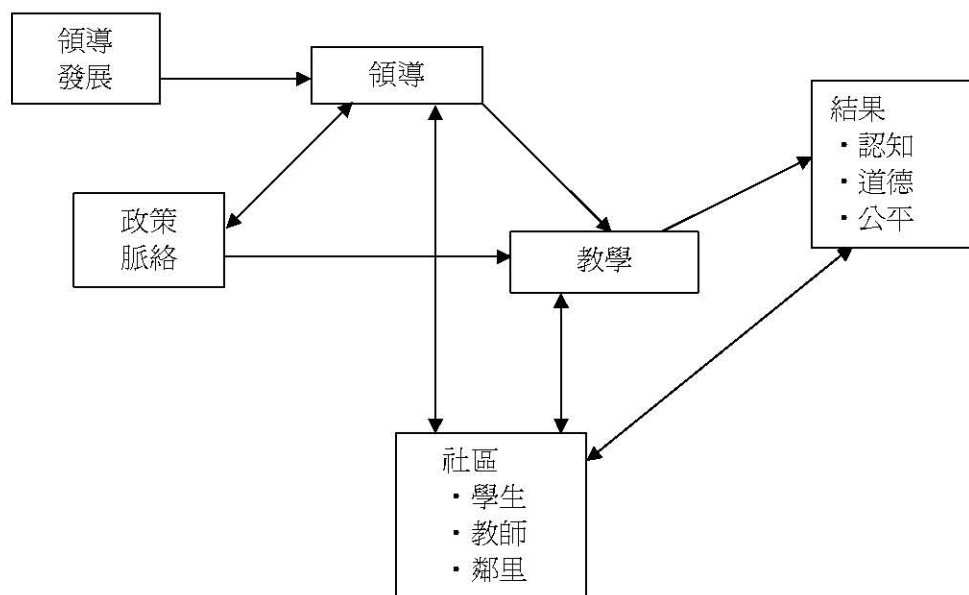 領導
發展
領導
結果
・認知
・道德
・公平
政策
脈絡
教學
社區
・學生
・教師
・鄰里